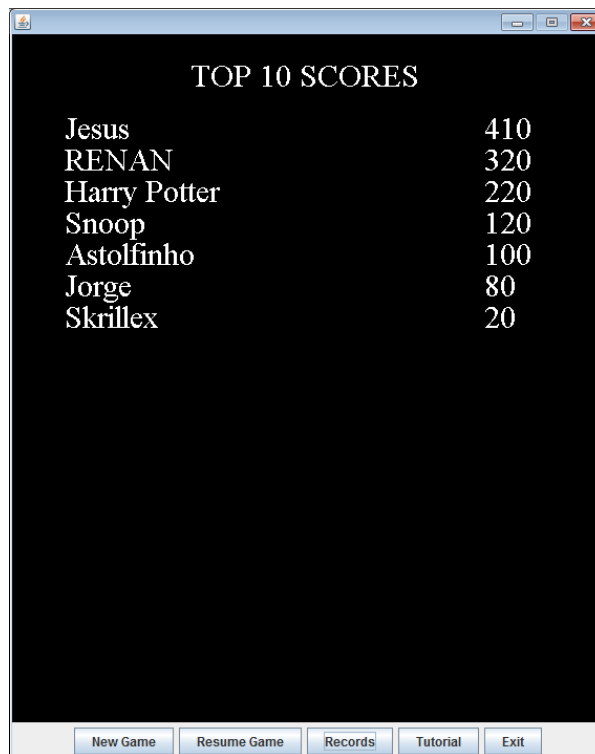 TOP 10 SCORES
Jesus 410
RENAN 320
Harry Potter 220
Snoop 120
Astolfinho 100
Jorge 80
Skrillex 20
New Game Resume Game Records Tutorial Exit